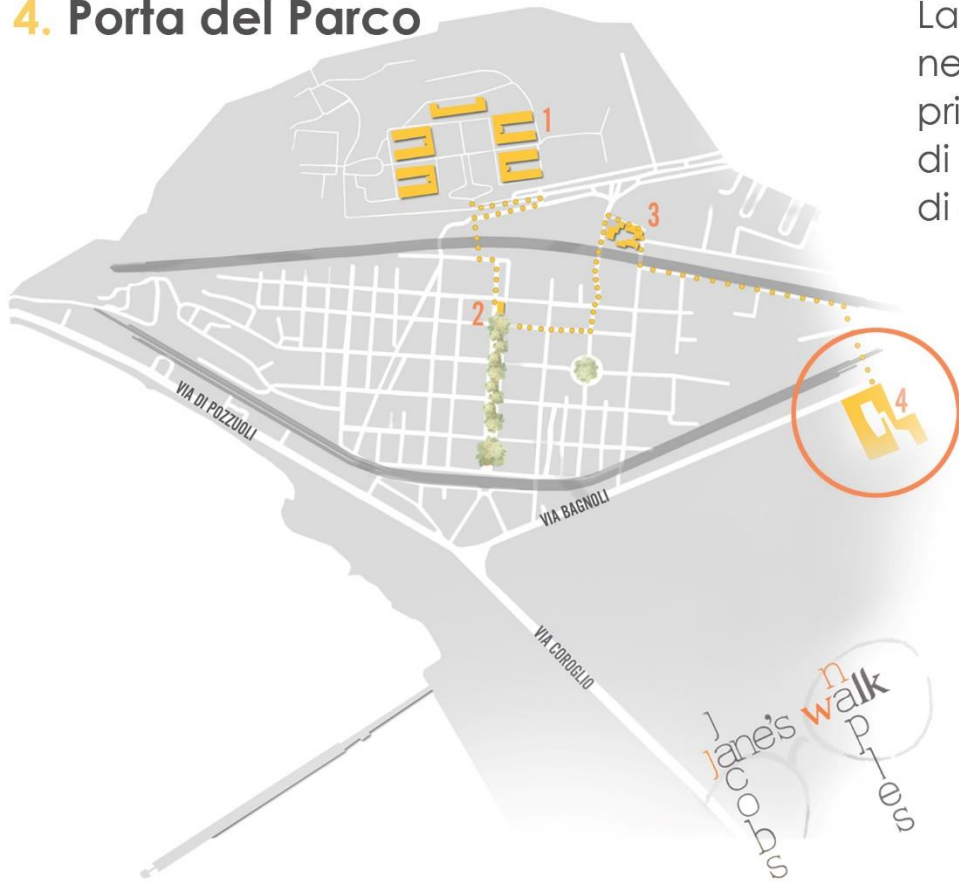 4. Porta del Parco
La
ne
pri
di
di
1
3
2
4
VIA DI POZZUOLI
VIA BAGNOLI
VIA COROGLIO
jane's walk
jacobs
naples